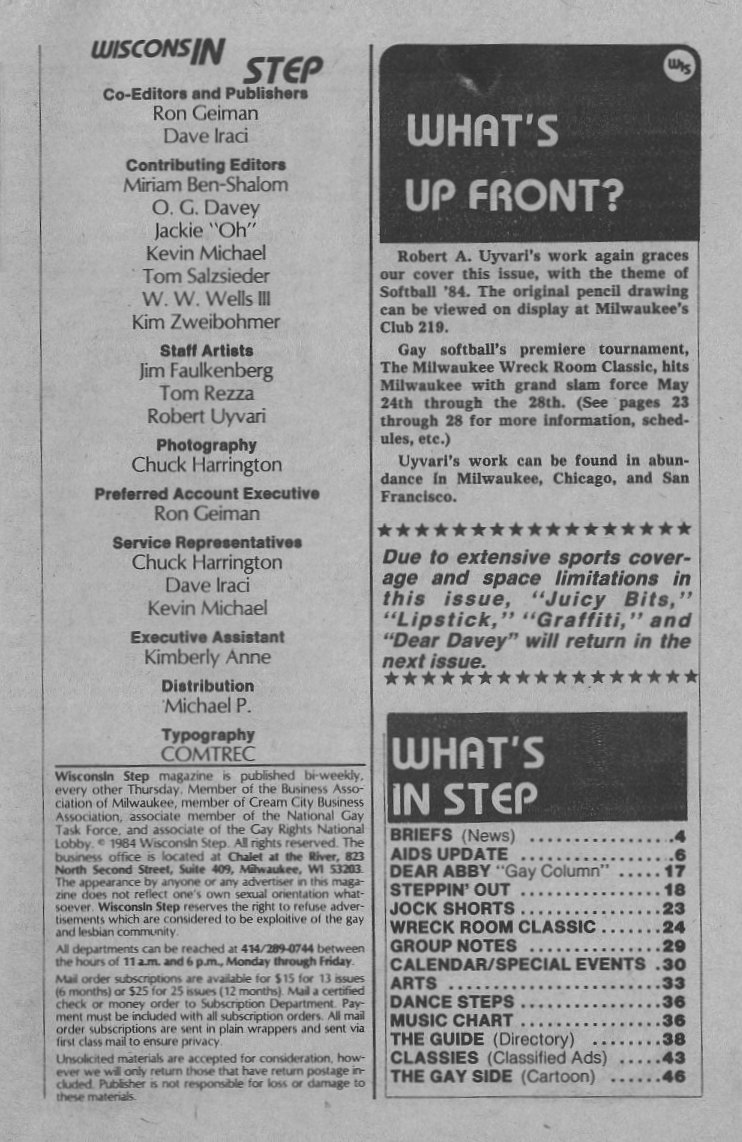 WISCONSIN
STEP
Co-Editors and Publishers
Ron Geiman
Dave Iraci
Contributing Editors
Miriam Ben-Shalom
O. G. Davey
Jackie "Oh"
Kevin Michael
Tom Salzsieder
W. W. Wells III
Kim Zweibohmer
Staff Artists
Jim Faulkenberg
Tom Rezza
Robert Uyvari
Photography
Chuck Harrington
Preferred Account Executive
Ron Geiman
Service Representatives
Chuck Harrington
Dave Iraci
Kevin Michael
Executive Assistant
Kimberly Anne
Distribution
Michael P.
Typography
COMTREC
WisconsIn Step magazine is published bi-weekly,
every other Thursday. Member of the Business Asso-
ciation of Milwaukee, member of Cream City Business
Association, associate member of the National Gay
Task Force, and associate of the Gay Rights National
Lobby. © 1984 WisconsIn Step. All rights reserved. The
business office is located at Chalet at the River, 823
North Second Street, Suite 409, Milwaukee, WI 53203.
The appearance by anyone or any advertiser in this maga-
zine does not reflect one's own sexual orientation what-
soever. WisconsIn Step reserves the right to refuse adver-
tisements which are considered to be exploitive of the gay
and lesbian community.
All departments can be reached at 414/289-0744 between
the hours of 11 a.m. and 6 p.m., Monday through Friday.
Mail order subscriptions are available for $15 for 13 issues
(6 months) or $25 for 25 issues (12 months). Mail a certified
check or money order to Subscription Department. Pay-
ment must be included with all subscription orders. All mail
order subscriptions are sent in plain wrappers and sent via
first class mail to ensure privacy.
Unsolicited materials are accepted for consideration, how-
ever we will only return those that have return postage in-
cluded. Publisher is not responsible for loss or damage to
these materials.
WIS
WHAT'S
UP FRONT?
Robert A. Uyvari's work again graces
our cover this issue, with the theme of
Softball '84. The original pencil drawing
can be viewed on display at Milwaukee's
Club 219.
Gay softball's premiere tournament,
The Milwaukee Wreck Room Classic, hits
Milwaukee with grand slam force May
24th through the 28th. (See pages 23
through 28 for more information, sched-
ules, etc.)
Uyvari's work can be found in abun-
dance In Milwaukee, Chicago, and San
Francisco.
★★★★★★★★★★★★★★★★★
Due to extensive sports cover-
age and space limitations in
this issue, "Juicy Bits,"
"Lipstick," "Graffiti," and
"Dear Davey" will return in the
next issue.
★★★★★★★★★★★★★★★★★
WHAT'S
IN STEP
BRIEFS (News) ................4
AIDS UPDATE ................6
DEAR ABBY "Gay Column" .....17
STEPPIN' OUT ................18
JOCK SHORTS ................23
WRECK ROOM CLASSIC .......24
GROUP NOTES ..............29
CALENDAR/SPECIAL EVENTS .30
ARTS ......................33
DANCE STEPS ...............36
MUSIC CHART ...............36
THE GUIDE (Directory) ........38
CLASSIES (Classified Ads) .....43
THE GAY SIDE (Cartoon) ......46